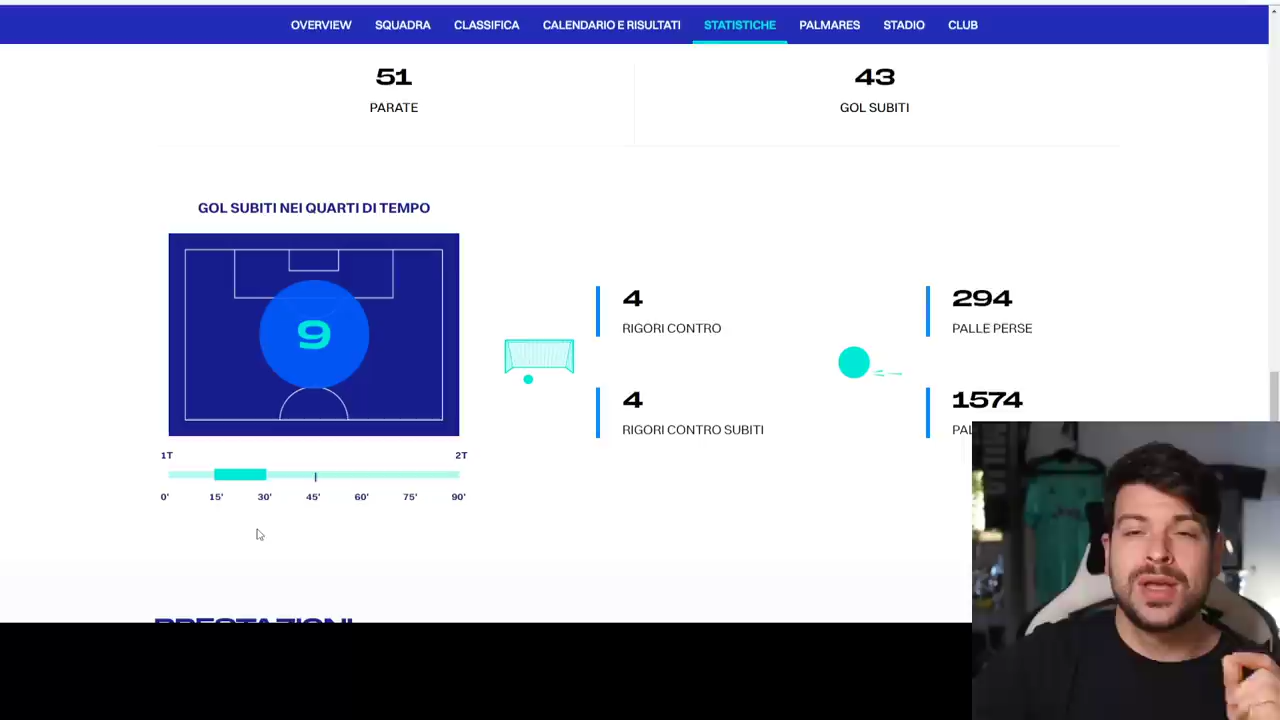 OVERVIEW SQUADRA CLASSIFICA CALENDARIO E RISULTATI STATISTICHE PALMARES STADIO CLUB
51
PARATE
43
GOL SUBITI
GOL SUBITI NEI QUARTI DI TEMPO
9
1T 2T
0' 15' 30' 45' 60' 75' 90'
4
RIGORI CONTRO
4
RIGORI CONTRO SUBITI
294
PALLE PERSE
1574
PRESTAZIONI